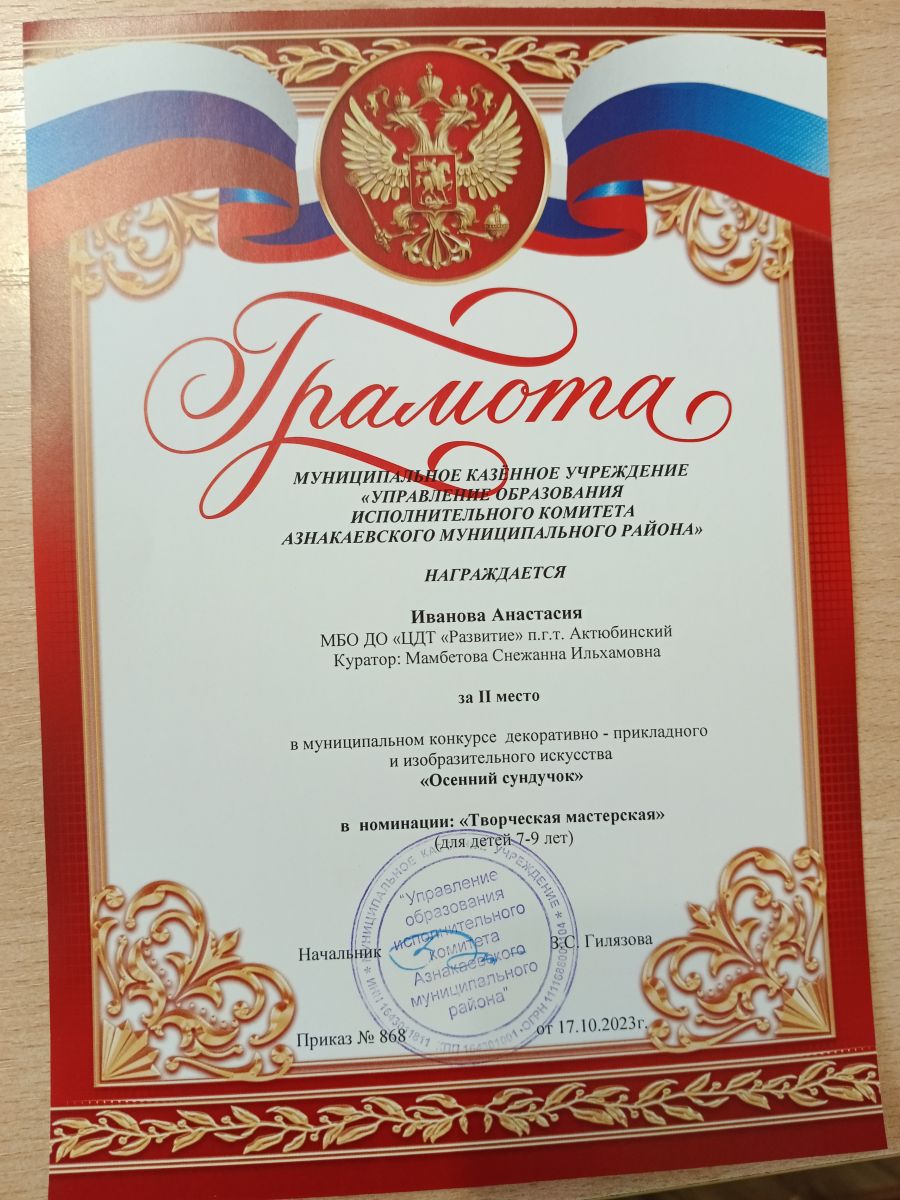 Грамота
МУНИЦИПАЛЬНОЕ КАЗЁННОЕ УЧРЕЖДЕНИЕ
«УПРАВЛЕНИЕ ОБРАЗОВАНИЯ
ИСПОЛНИТЕЛЬНОГО КОМИТЕТА
АЗНАКАЕВСКОГО МУНИЦИПАЛЬНОГО РАЙОНА»
НАГРАЖДАЕТСЯ
Иванова Анастасия
МБО ДО «ЦДТ «Развитие» п.г.т. Актюбинский
Куратор: Мамбетова Снежанна Ильхамовна
за II место
в муниципальном конкурсе декоративно - прикладного
и изобразительного искусства
«Осенний сундучок»
в номинации: «Творческая мастерская»
(для детей 7-9 лет)
МУНИЦИПАЛЬНОЕ КАЗЕННОЕ УЧРЕЖДЕНИЕ
"Управление
образования
исполнительного
комитета
Азнакаевского
муниципального
района"
Начальник З.С. Гилязова
Приказ № 868 от 17.10.2023г.